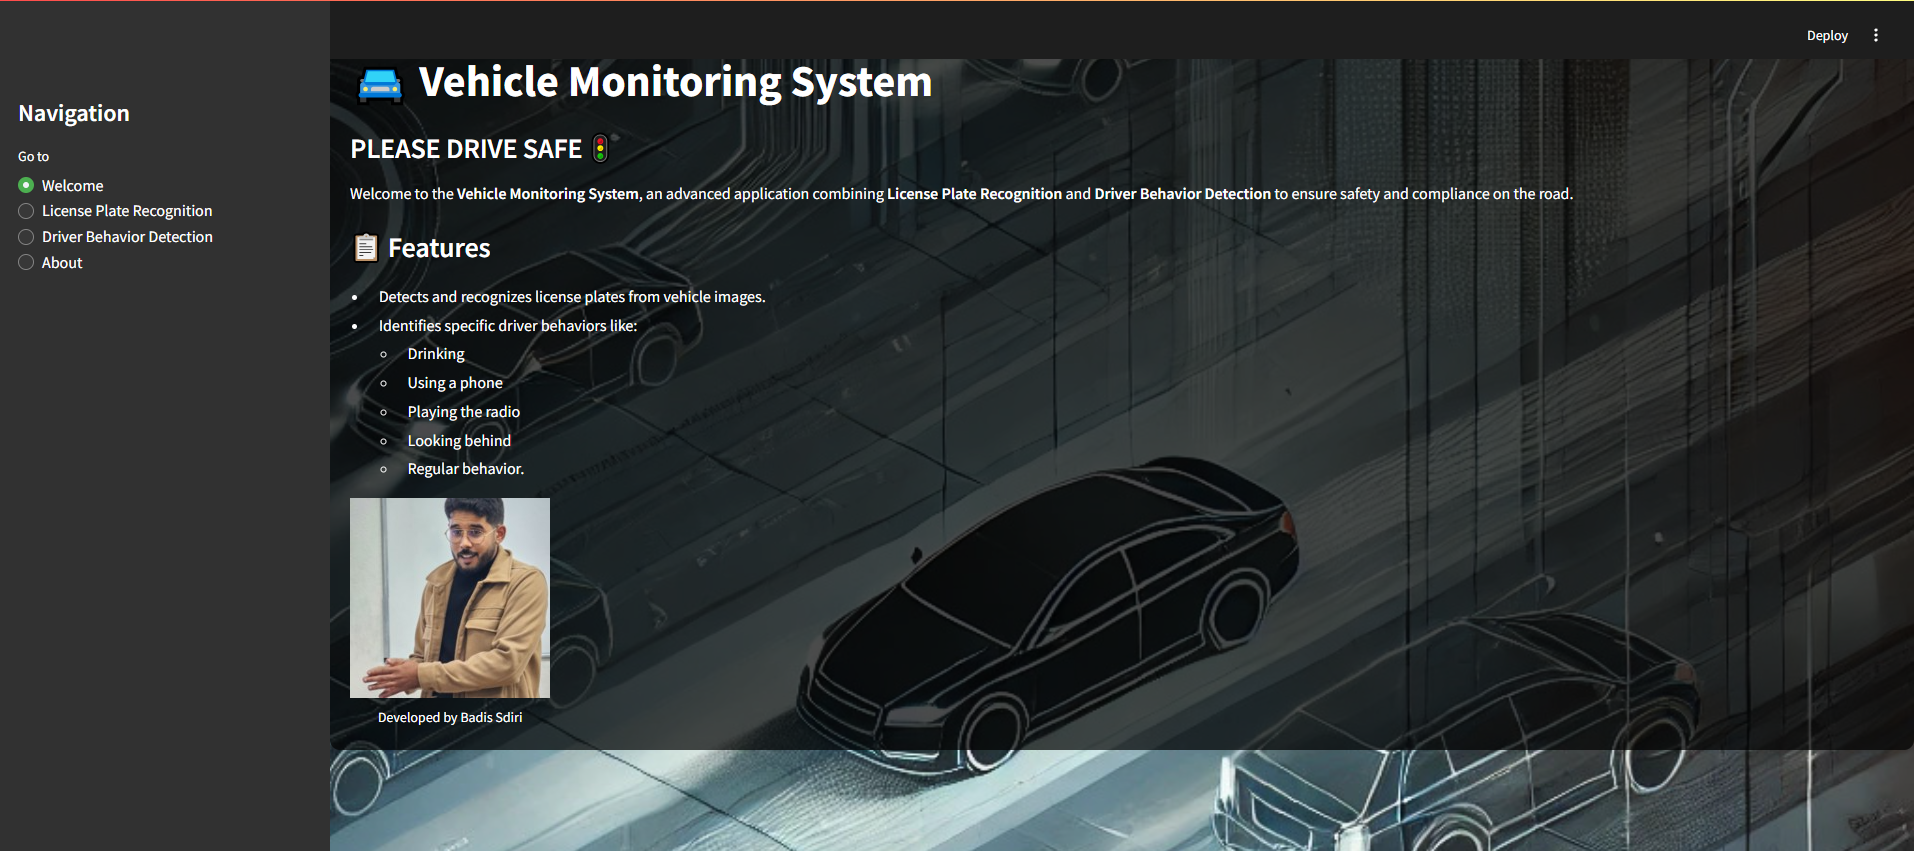 Deploy
Navigation
Go to
Welcome
License Plate Recognition
Driver Behavior Detection
About
Vehicle Monitoring System
PLEASE DRIVE SAFE
Welcome to the Vehicle Monitoring System, an advanced application combining License Plate Recognition and Driver Behavior Detection to ensure safety and compliance on the road.
Features
Detects and recognizes license plates from vehicle images.
Identifies specific driver behaviors like:
Drinking
Using a phone
Playing the radio
Looking behind
Regular behavior.
Developed by Badis Sdiri